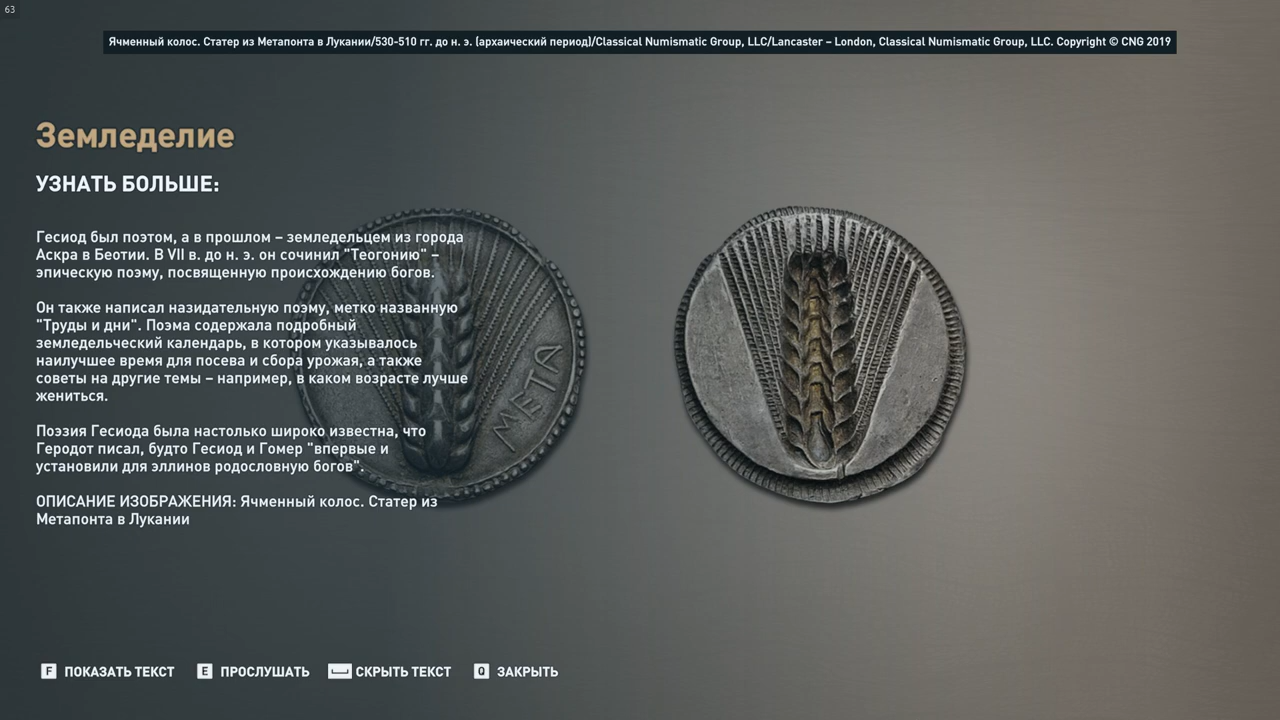 63
Ячменный колос. Статер из Метапонта в Лукании/530-510 гг. до н. э. (архаический период)/Classical Numismatic Group, LLC/Lancaster – London, Classical Numismatic Group, LLC. Copyright © CNG 2019
Земледелие
УЗНАТЬ БОЛЬШЕ:
Гесиод был поэтом, а в прошлом – земледельцем из города
Аскра в Беотии. В VII в. до н. э. он сочинил "Теогонию" –
эпическую поэму, посвященную происхождению богов.
Он также написал назидательную поэму, метко названную
"Труды и дни". Поэма содержала подробный
земледельческий календарь, в котором указывалось
наилучшее время для посева и сбора урожая, а также
советы на другие темы – например, в каком возрасте лучше
жениться.
Поэзия Гесиода была настолько широко известна, что
Геродот писал, будто Гесиод и Гомер "впервые и
установили для эллинов родословную богов".
ОПИСАНИЕ ИЗОБРАЖЕНИЯ: Ячменный колос. Статер из
Метапонта в Лукании
META
F ПОКАЗАТЬ ТЕКСТ E ПРОСЛУШАТЬ СКРЫТЬ ТЕКСТ Q ЗАКРЫТЬ